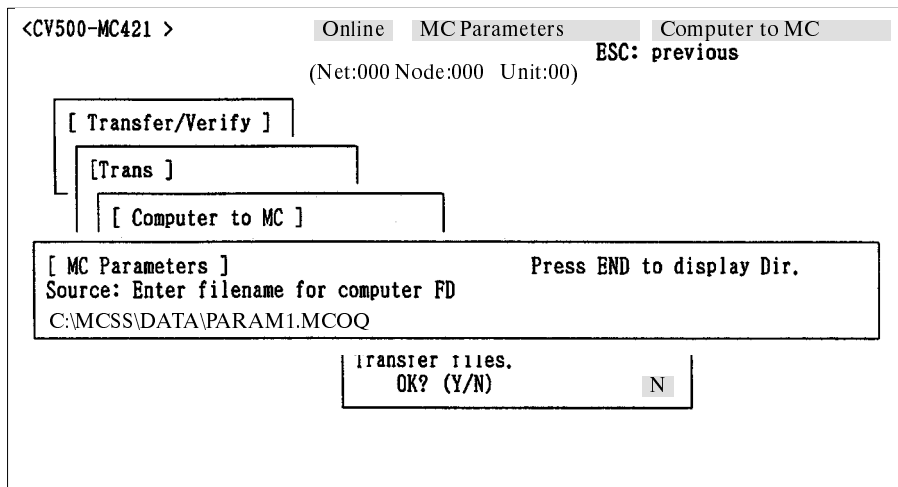 <CV500-MC421 > Online MC Parameters Computer to MC
ESC: previous
(Net:000 Node:000 Unit:00)
[ Transfer/Verify ]
[Trans ]
[ Computer to MC ]
[ MC Parameters ] Press END to display Dir.
Source: Enter filename for computer FD
C:\MCSS\DATA\PARAM1.MCOQ
Transfer files.
OK? (Y/N) N